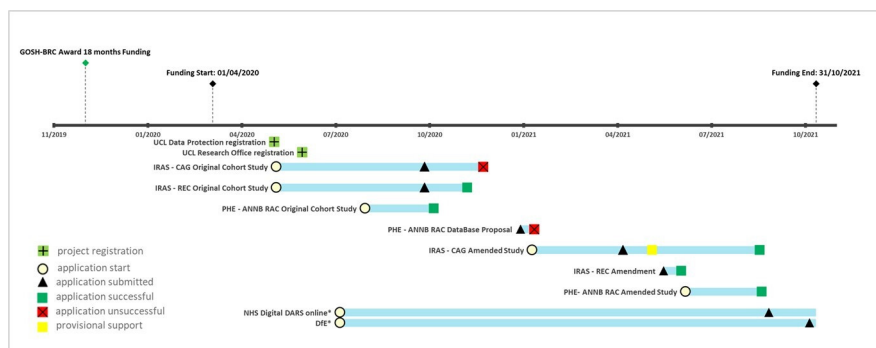 GOSH-BRC Award 18 months Funding
Funding Start: 01/04/2020
Funding End: 31/10/2021
11/2019 01/2020 04/2020 07/2020 10/2020 01/2021 04/2021 07/2021 10/2021
UCL Data Protection registration
UCL Research Office registration
IRAS - CAG Original Cohort Study
IRAS - REC Original Cohort Study
PHE - ANNB RAC Original Cohort Study
PHE - ANNB RAC DataBase Proposal
IRAS - CAG Amended Study
IRAS - REC Amendment
PHE- ANNB RAC Amended Study
NHS Digital DARS online*
DfE*
project registration
application start
application submitted
application successful
application unsuccessful
provisional support